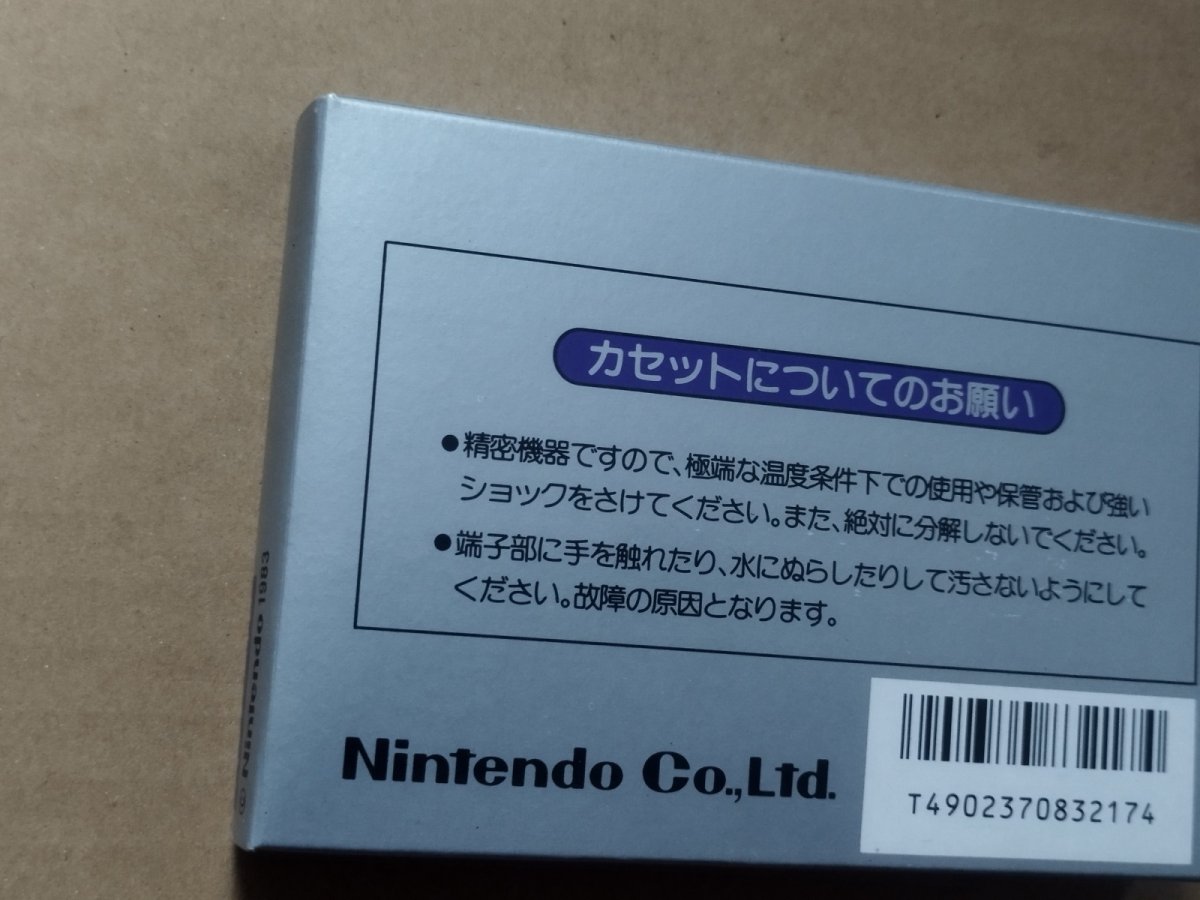 カセットについてのお願い
●精密機器ですので、極端な温度条件下での使用や保管および強い
ショックをさけてください。また、絶対に分解しないでください。
●端子部に手を触れたり、水にぬらしたりして汚さないようにして
ください。故障の原因となります。
Nintendo Co.,Ltd.
T4902370832174
© Nintendo 1983